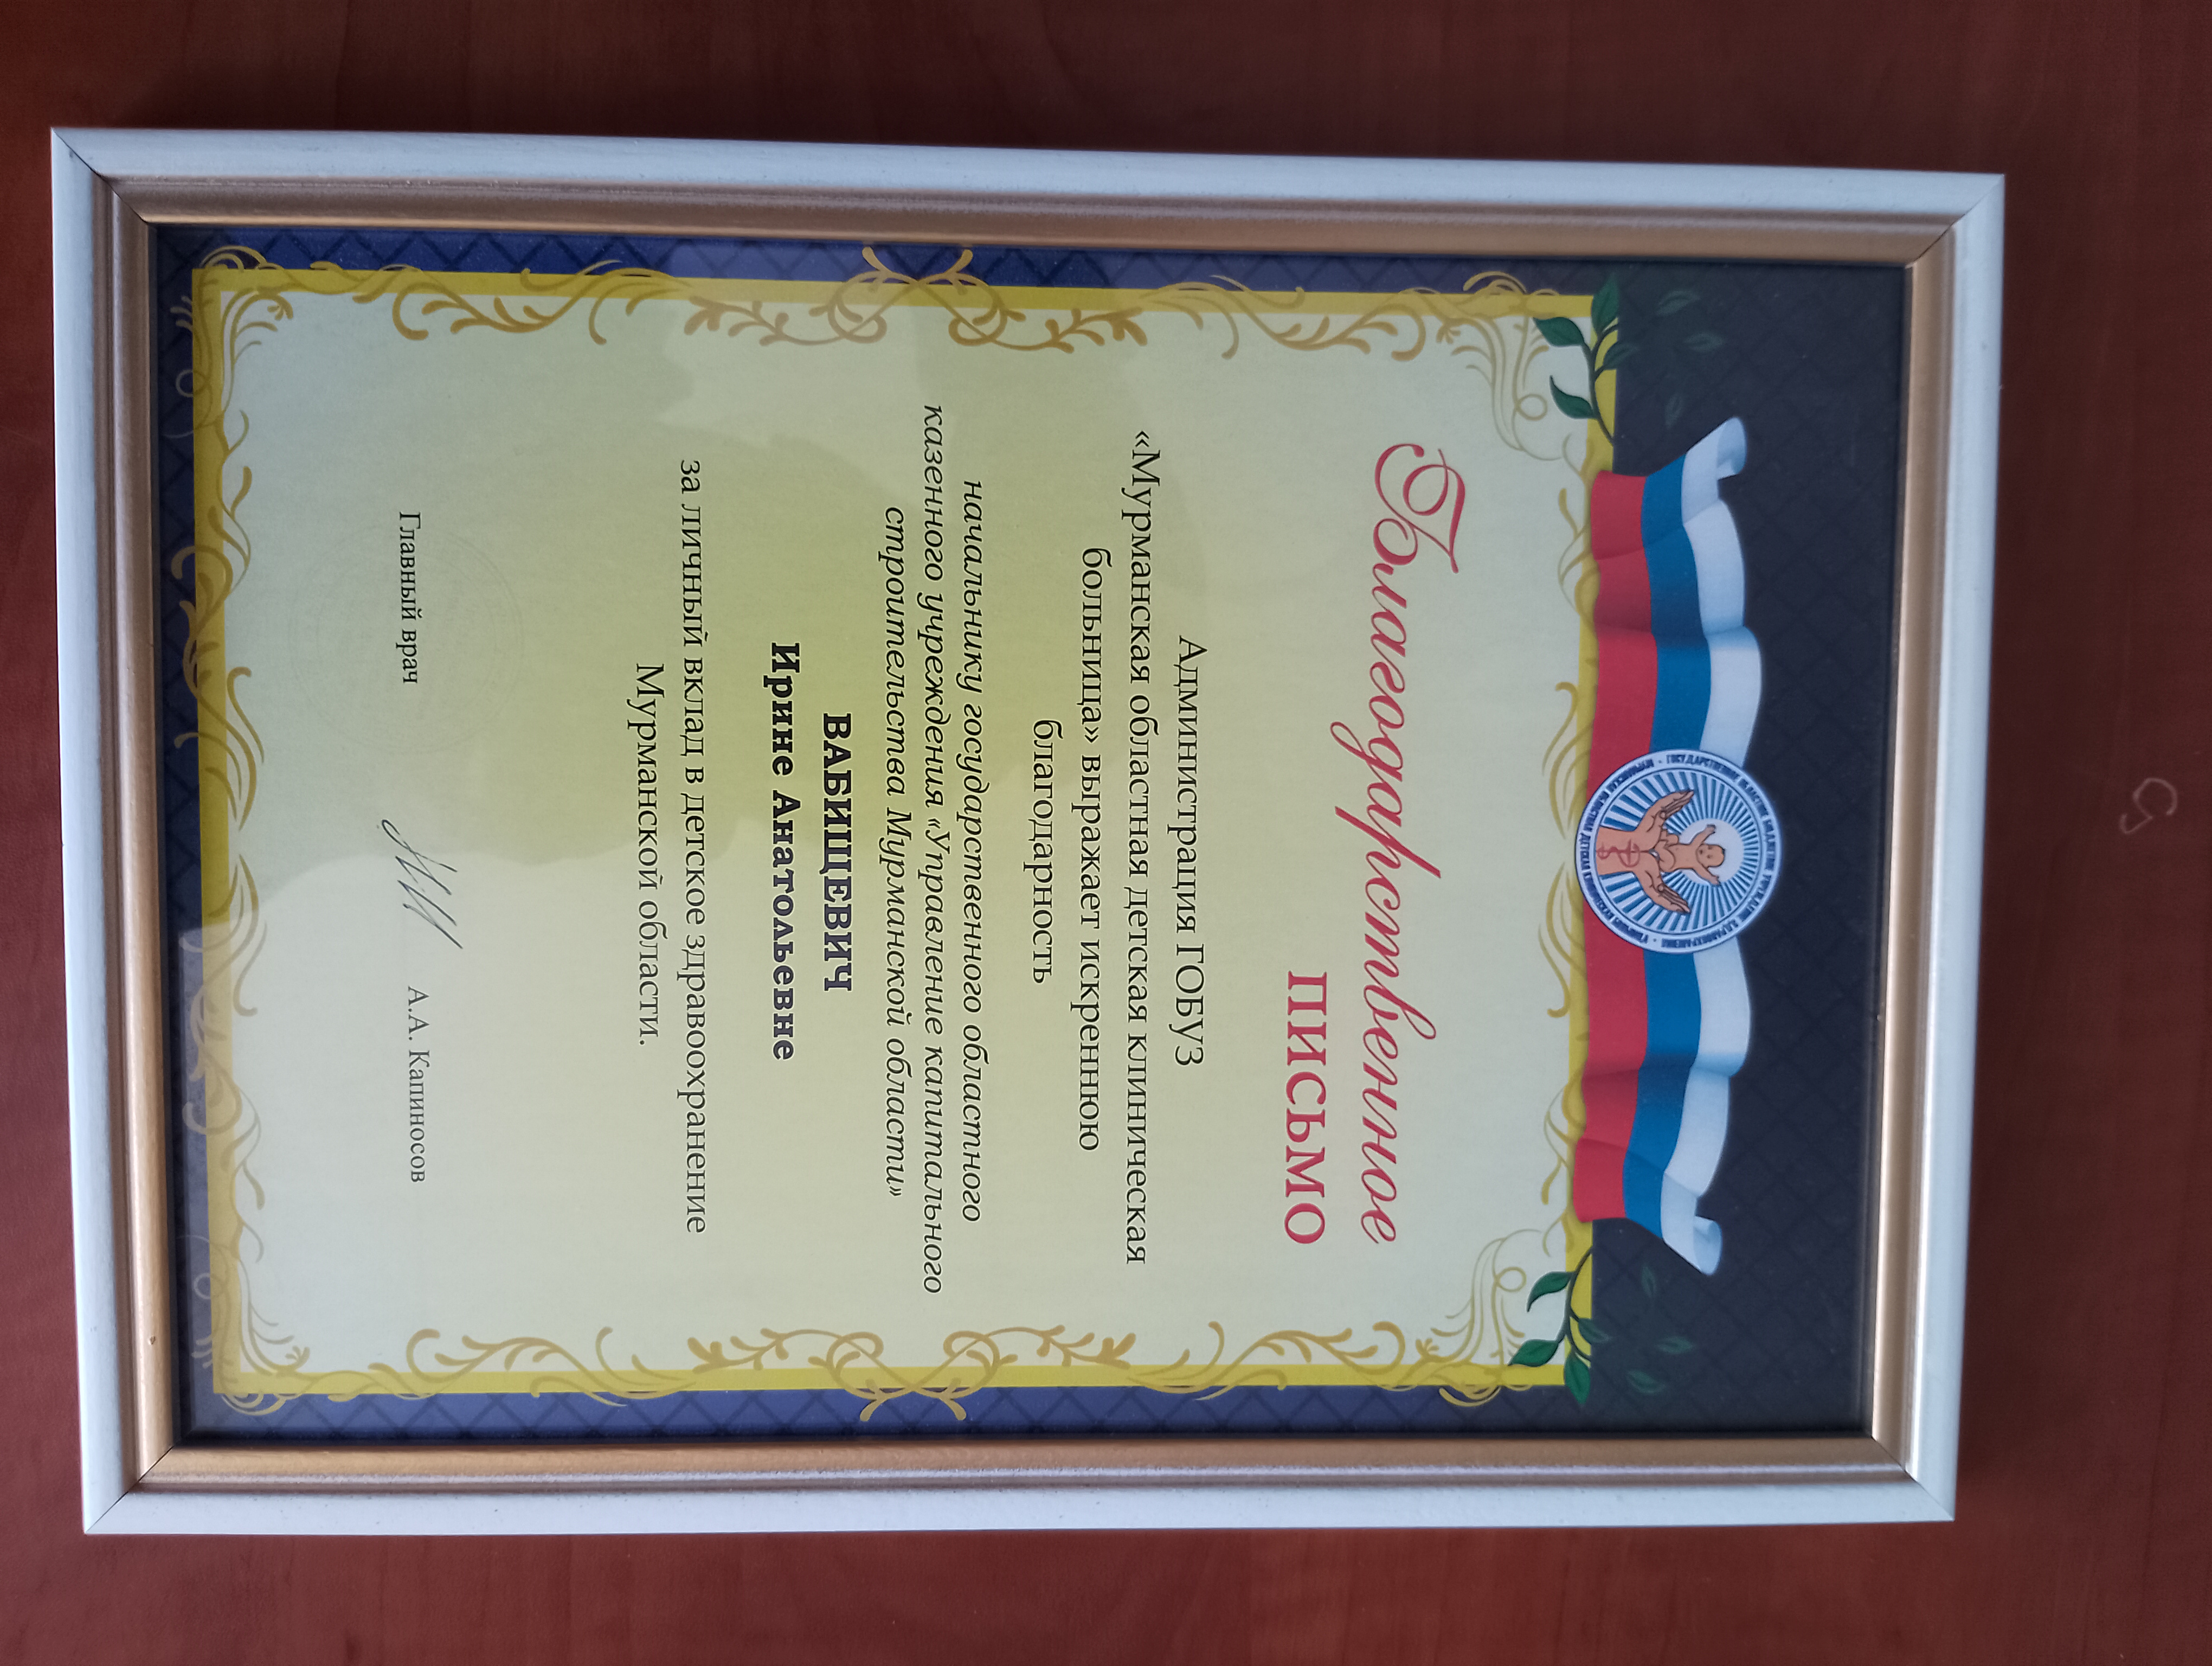 ГОСУДАРСТВЕННОЕ ОБЛАСТНОЕ БЮДЖЕТНОЕ УЧРЕЖДЕНИЕ ЗДРАВООХРАНЕНИЯ
МУРМАНСКАЯ ОБЛАСТНАЯ ДЕТСКАЯ КЛИНИЧЕСКАЯ БОЛЬНИЦА
Благодарственное
ПИСЬМО
Администрация ГОБУЗ
«Мурманская областная детская клиническая
больница» выражает искреннюю
благодарность
начальнику государственного областного
казенного учреждения «Управление капитального
строительства Мурманской области»
ВАБИЩЕВИЧ
Ирине Анатольевне
за личный вклад в детское здравоохранение
Мурманской области.
Главный врач
А.А. Капиносов